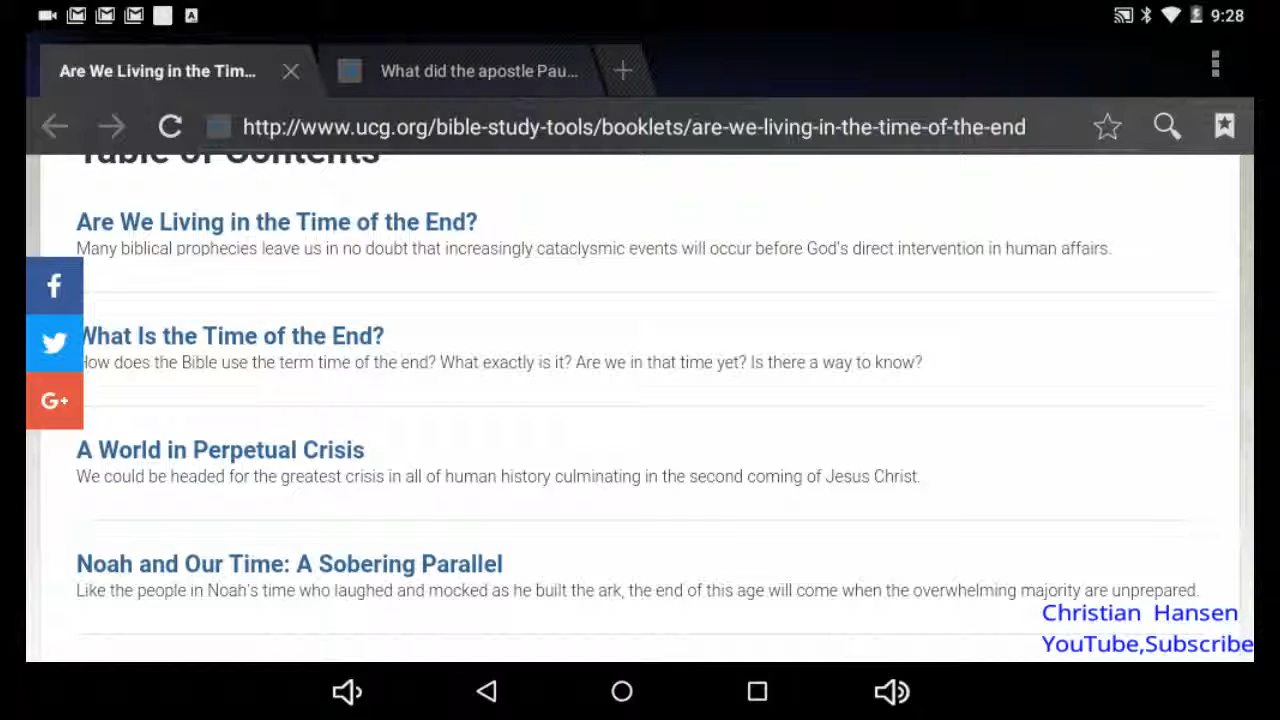 9:28
Are We Living in the Tim...
What did the apostle Pau...
http://www.ucg.org/bible-study-tools/booklets/are-we-living-in-the-time-of-the-end
Table of Contents
Are We Living in the Time of the End?
Many biblical prophecies leave us in no doubt that increasingly cataclysmic events will occur before God's direct intervention in human affairs.
What Is the Time of the End?
How does the Bible use the term time of the end? What exactly is it? Are we in that time yet? Is there a way to know?
A World in Perpetual Crisis
We could be headed for the greatest crisis in all of human history culminating in the second coming of Jesus Christ.
Noah and Our Time: A Sobering Parallel
Like the people in Noah's time who laughed and mocked as he built the ark, the end of this age will come when the overwhelming majority are unprepared.
Christian Hansen
YouTube,Subscribe